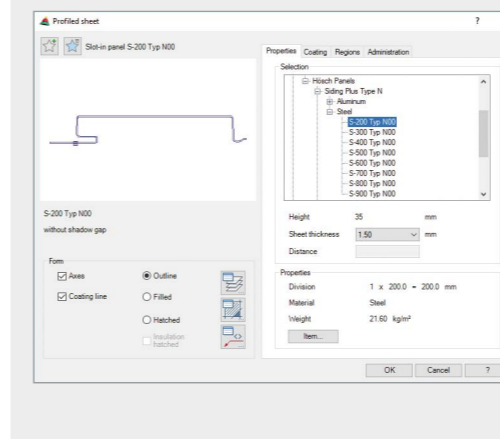 Profiled sheet ?
Slot-in panel S-200 Typ N00
Properties Coating Regions Administration
Selection
Hösch Panels
Siding Plus Type N
Aluminum
Steel
S-200 Typ N00
S-300 Typ N00
S-400 Typ N00
S-500 Typ N00
S-600 Typ N00
S-700 Typ N00
S-800 Typ N00
S-900 Typ N00
S-200 Typ N00
without shadow gap
Height 35 mm
Sheet thickness 1.50 mm
Distance
Form
Axes Outline
Coating line Filled
Hatched
Insulation
hatched
Properties
Division 1 x 200.0 = 200.0 mm
Material Steel
Weight 21.60 kg/m²
Item...
OK Cancel ?